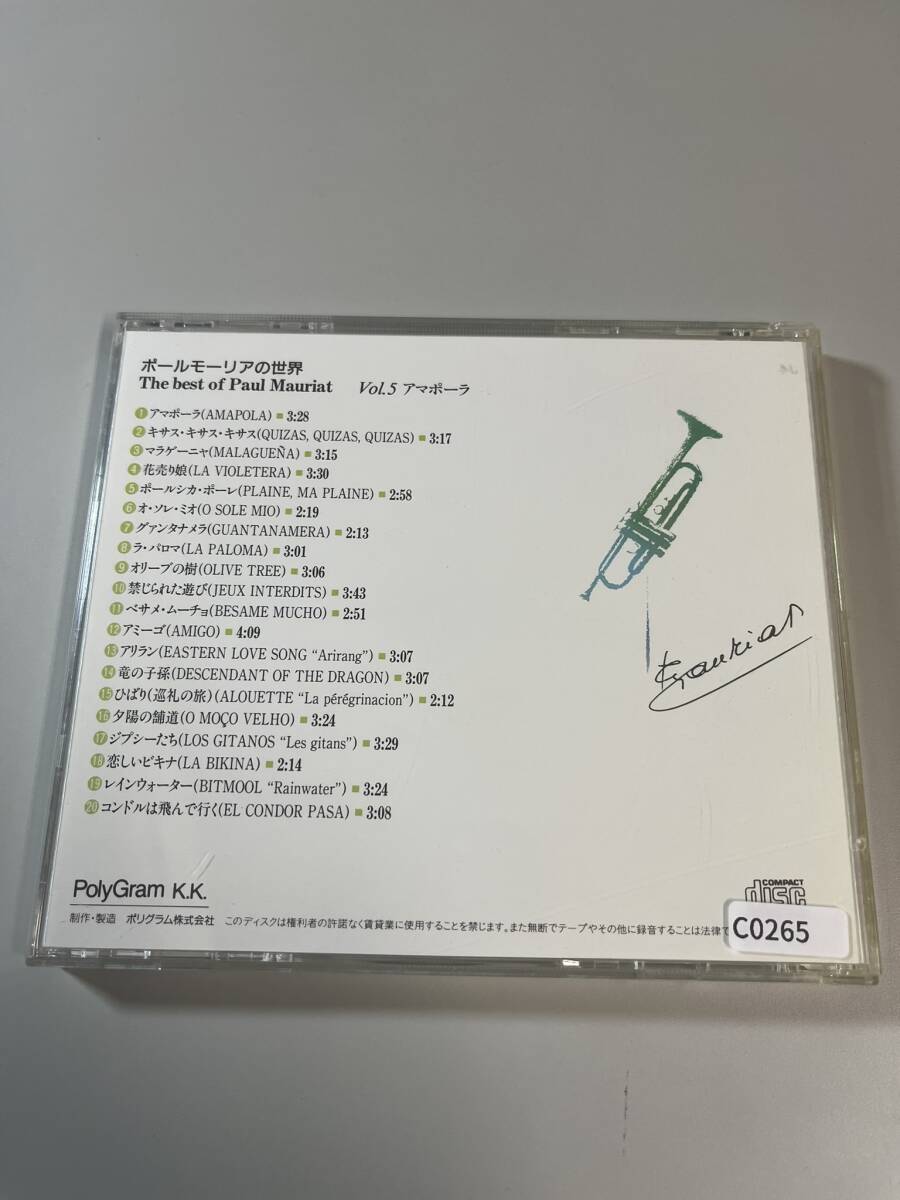 ポールモーリアの世界
The best of Paul Mauriat Vol.5 アマポーラ
1 アマポーラ(AMAPOLA) ■ 3:28
2 キサス・キサス・キサス(QUIZAS, QUIZAS, QUIZAS) ■ 3:17
3 マラゲーニャ(MALAGUEÑA) ■ 3:15
4 花売り娘(LA VIOLETERA) ■ 3:30
5 ポールシカ・ポーレ(PLAINE, MA PLAINE) ■ 2:58
6 オ・ソレ・ミオ(O SOLE MIO) ■ 2:19
7 グァンタナメラ(GUANTANAMERA) ■ 2:13
8 ラ・パロマ(LA PALOMA) ■ 3:01
9 オリーブの樹(OLIVE TREE) ■ 3:06
10 禁じられた遊び(JEUX INTERDITS) ■ 3:43
11 ベサメ・ムーチョ(BESAME MUCHO) ■ 2:51
12 アミーゴ(AMIGO) ■ 4:09
13 アリラン(EASTERN LOVE SONG "Arirang") ■ 3:07
14 竜の子孫(DESCENDANT OF THE DRAGON) ■ 3:07
15 ひばり(巡礼の旅)(ALOUETTE "La pérégrinacion") ■ 2:12
16 夕陽の舗道(O MOÇO VELHO) ■ 3:24
17 ジプシーたち(LOS GITANOS "Les gitans") ■ 3:29
18 恋しいビキナ(LA BIKINA) ■ 2:14
19 レインウォーター(BITMOOL "Rainwater") ■ 3:24
20 コンドルは飛んで行く(EL CONDOR PASA) ■ 3:08
PolyGram K.K.
制作・製造 ポリグラム株式会社 このディスクは権利者の許諾なく賃貸業に使用することを禁じます。また無断でテープやその他に録音することは法律で
COMPACT
disc
C0265